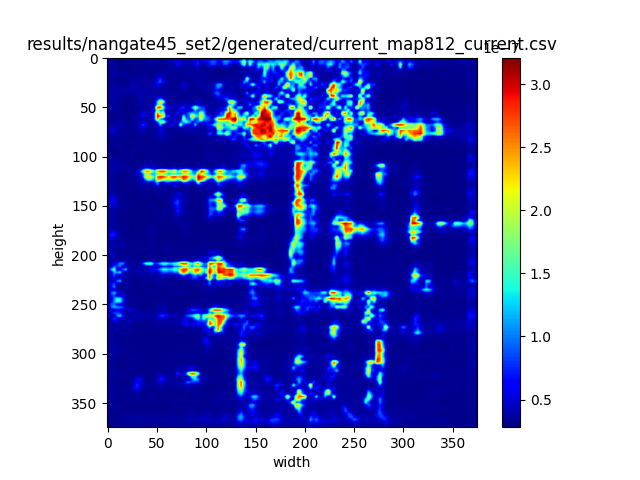 results/nangate45_set2/generated/current_map812_current.csv
1e−7
0
50
100
150
200
250
300
350
height
0 50 100 150 200 250 300 350
width
3.0
2.5
2.0
1.5
1.0
0.5